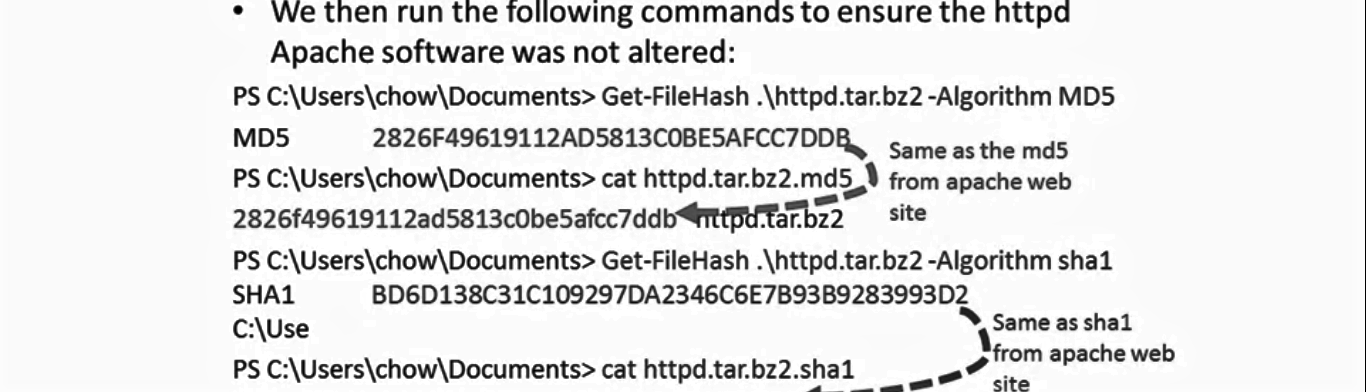 • We then run the following commands to ensure the httpd
Apache software was not altered:
PS C:\Users\chow\Documents> Get-FileHash .\httpd.tar.bz2 -Algorithm MD5
MD5 2826F49619112AD5813C0BE5AFCC7DDB
Same as the md5
PS C:\Users\chow\Documents> cat httpd.tar.bz2.md5
from apache web
site
2826f49619112ad5813c0be5afcc7ddb httpd.tar.bz2
PS C:\Users\chow\Documents> Get-FileHash .\httpd.tar.bz2 -Algorithm sha1
SHA1 BD6D138C31C109297DA2346C6E7B93B9283993D2
C:\Use
Same as sha1
from apache web
site
PS C:\Users\chow\Documents> cat httpd.tar.bz2.sha1